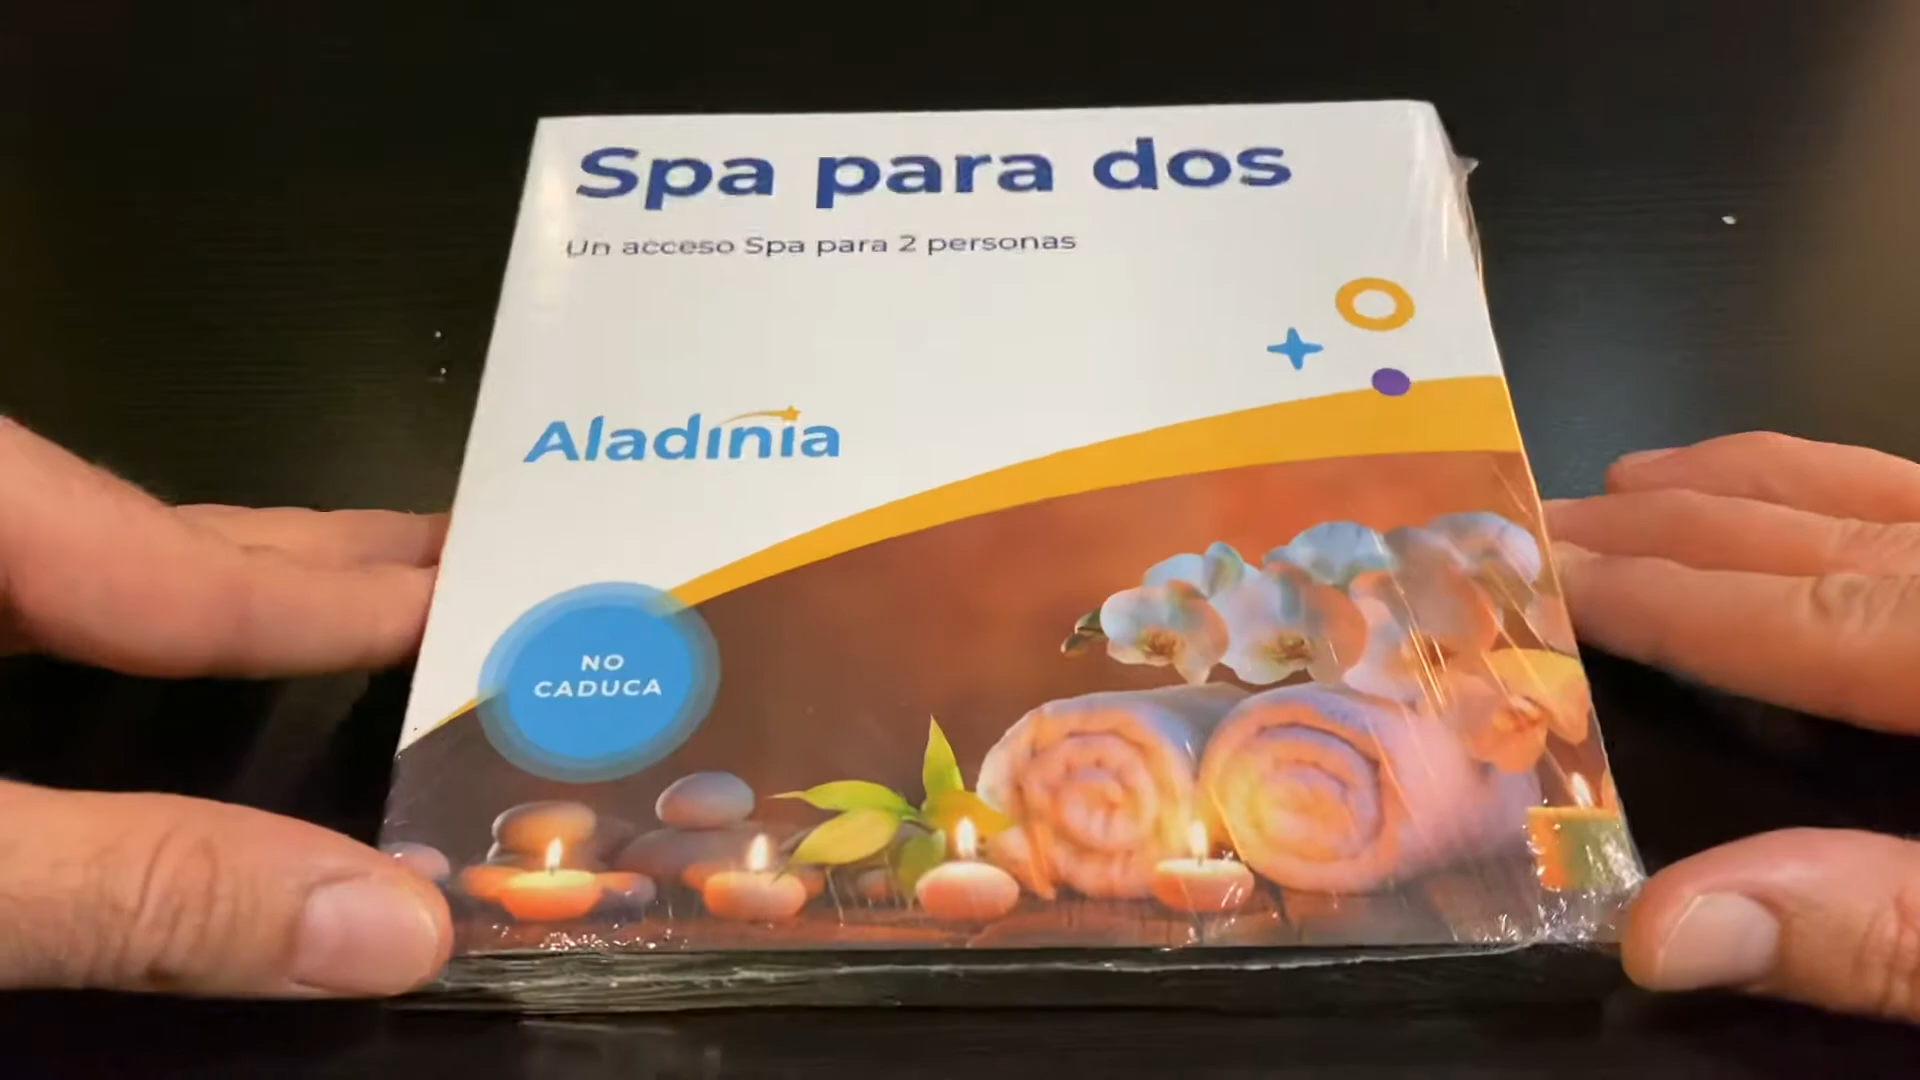 Spa para dos
Un acceso Spa para 2 personas
Aladinia
NO
CADUCA